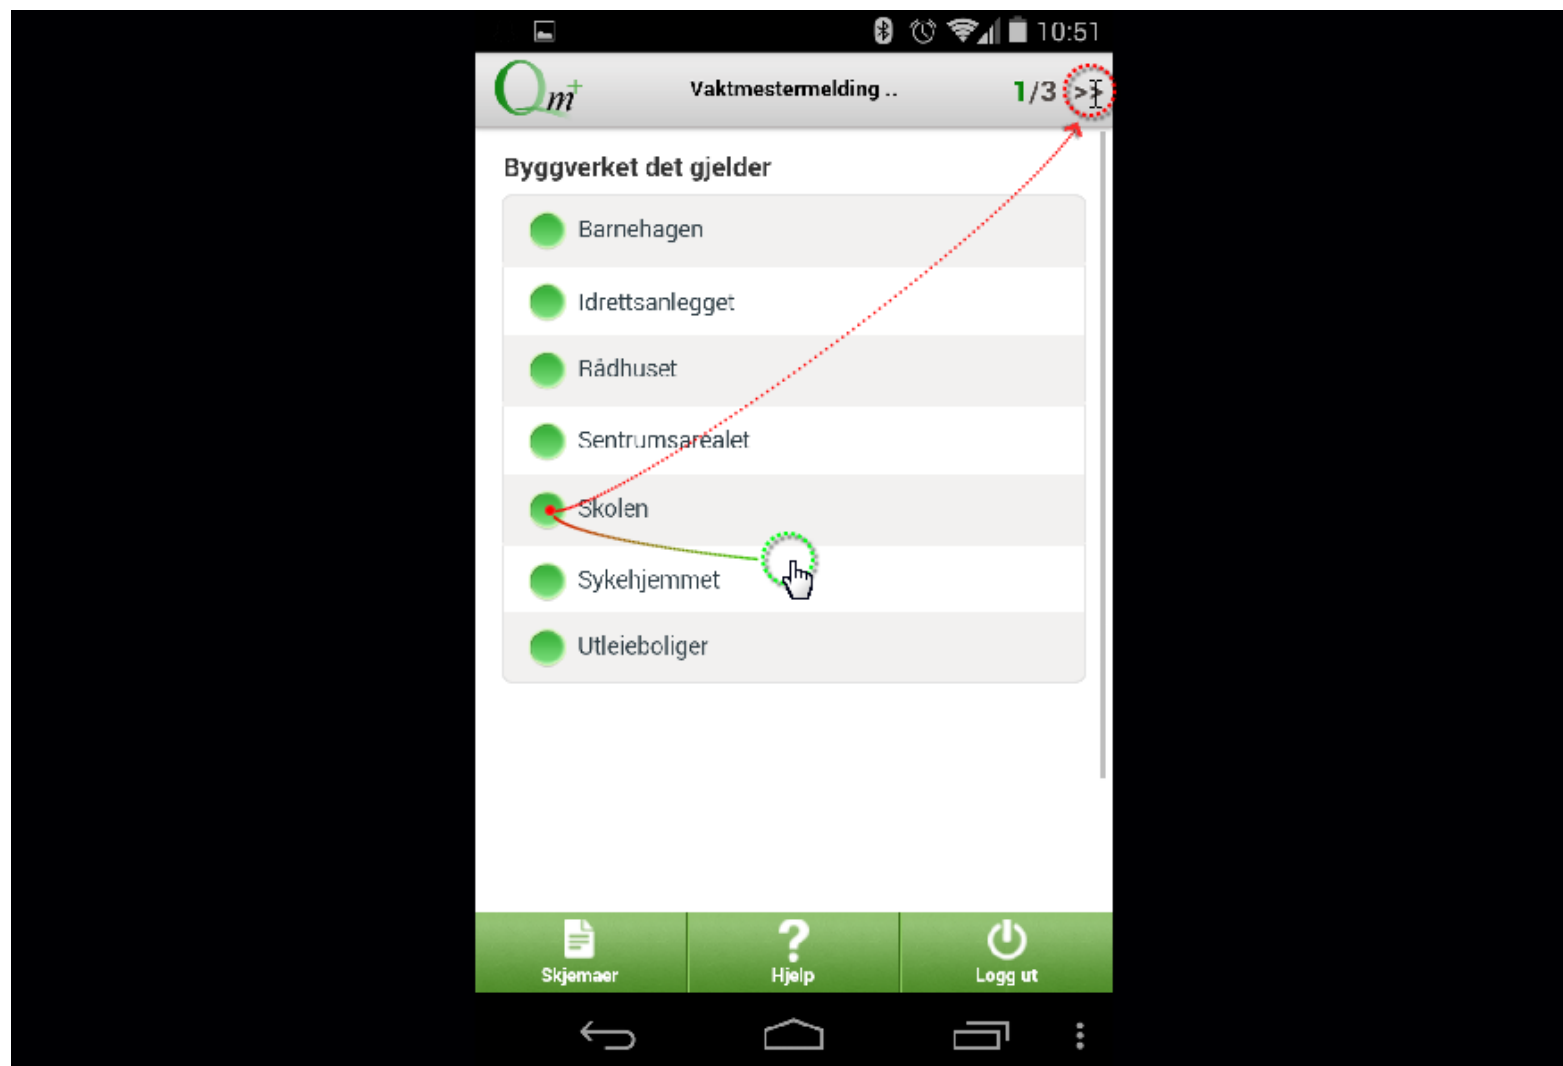 10:51
Qm+
Vaktmestermelding ..
1/3 >>
Byggverket det gjelder
Barnehagen
Idrettsanlegget
Rådhuset
Sentrumsarealet
Skolen
Sykehjemmet
Utleieboliger
Skjemaer
Hjelp
Logg ut